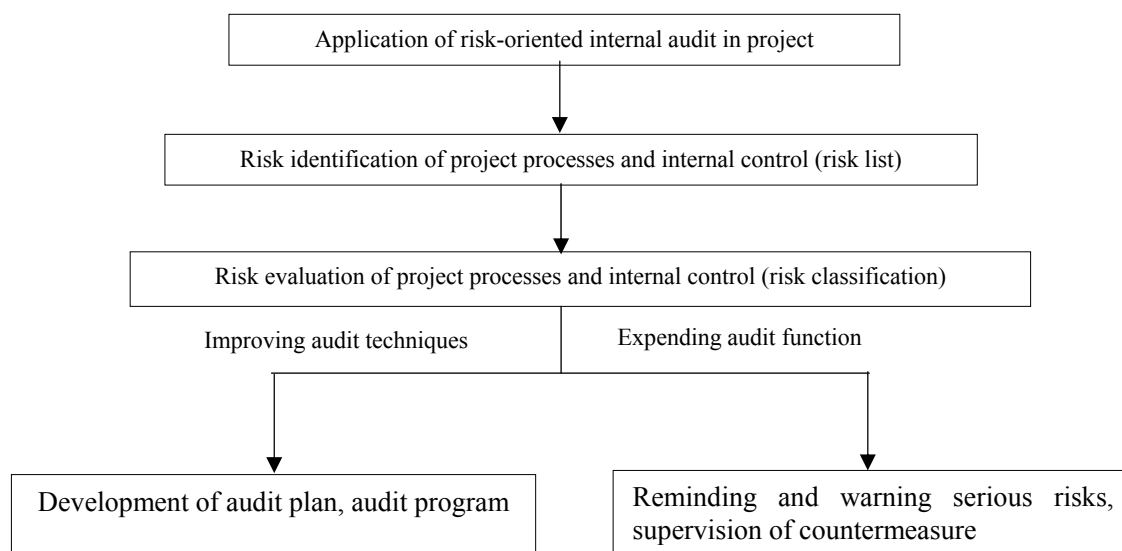 Application of risk-oriented internal audit in project
Risk identification of project processes and internal control (risk list)
Risk evaluation of project processes and internal control (risk classification)
Improving audit techniques
Expending audit function
Development of audit plan, audit program
Reminding and warning serious risks,
supervision of countermeasure